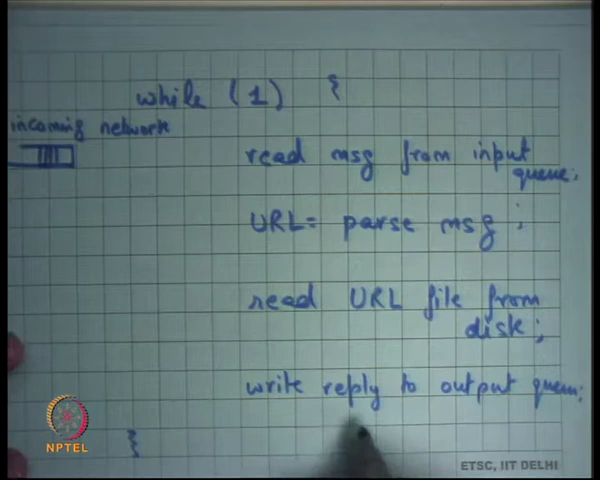 while (1) {
incoming network
read msg from input
queue;
URL = parse msg ;
read URL file from
disk;
write reply to output queue;
}
NPTEL
ETSC, IIT DELHI